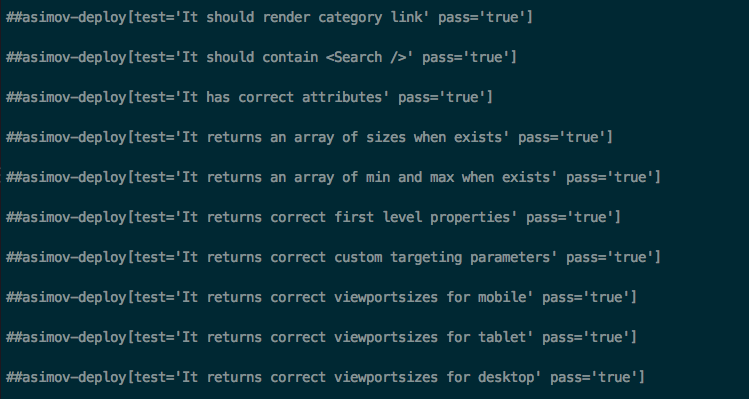 ##asimov-deploy[test='It should render category link' pass='true']
##asimov-deploy[test='It should contain <Search />' pass='true']
##asimov-deploy[test='It has correct attributes' pass='true']
##asimov-deploy[test='It returns an array of sizes when exists' pass='true']
##asimov-deploy[test='It returns an array of min and max when exists' pass='true']
##asimov-deploy[test='It returns correct first level properties' pass='true']
##asimov-deploy[test='It returns correct custom targeting parameters' pass='true']
##asimov-deploy[test='It returns correct viewportsizes for mobile' pass='true']
##asimov-deploy[test='It returns correct viewportsizes for tablet' pass='true']
##asimov-deploy[test='It returns correct viewportsizes for desktop' pass='true']